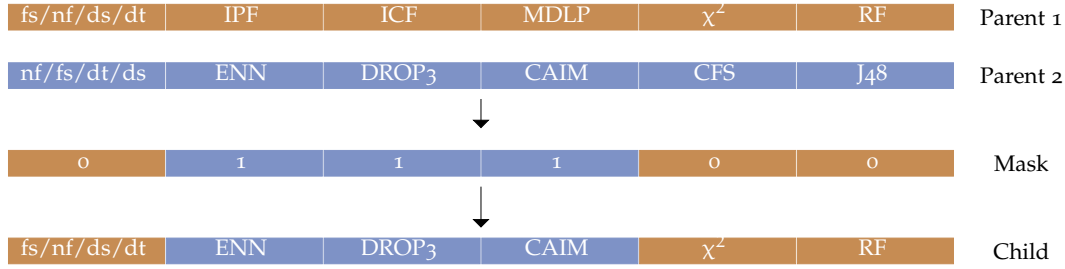 fs/nf/ds/dt IPF ICF MDLP χ² RF Parent 1
nf/fs/dt/ds ENN DROP3 CAIM CFS J48 Parent 2
0 1 1 1 0 0 Mask
fs/nf/ds/dt ENN DROP3 CAIM χ² RF Child